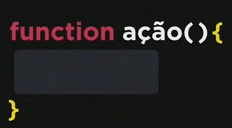 function ação(){
}